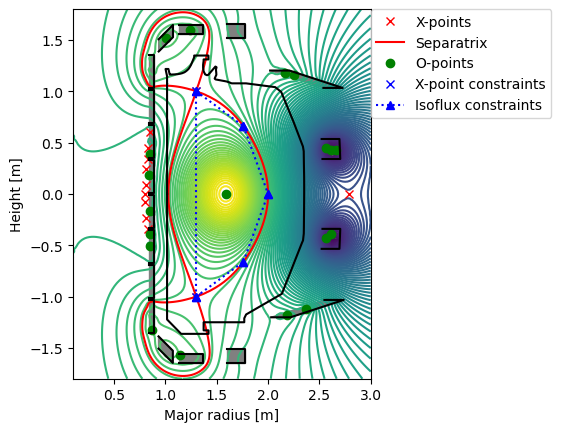 X-points
Separatrix
O-points
X-point constraints
Isoflux constraints
1.5
1.0
0.5
0.0
−0.5
−1.0
−1.5
Height [m]
0.5 1.0 1.5 2.0 2.5 3.0
Major radius [m]